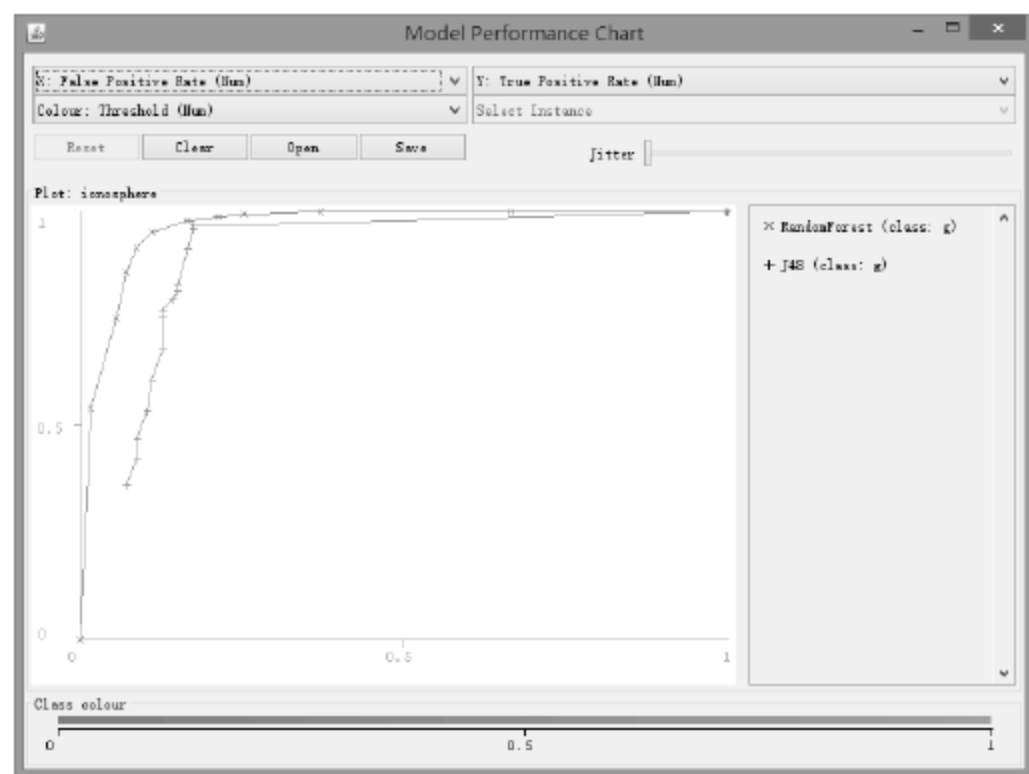 Model Performance Chart
X: False Positive Rate (Num) Y: True Positive Rate (Num)
Colour: Threshold (Num) Select Instance
Reset Clear Open Save Jitter
Plot: ionosphere
1
0.5
0
0 0.5 1
× RandomForest (class: g)
+ J48 (class: g)
Class colour
0 0.5 1